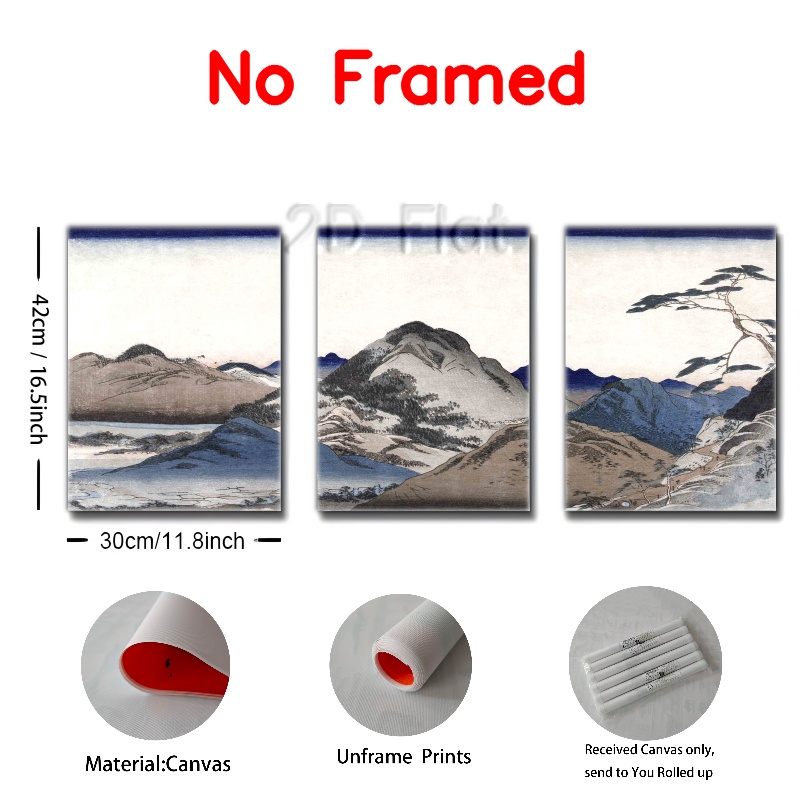 No Framed
2D Flat
42cm / 16.5inch
30cm/11.8inch
Material:Canvas
Unframe Prints
Received Canvas only,
send to You Rolled up